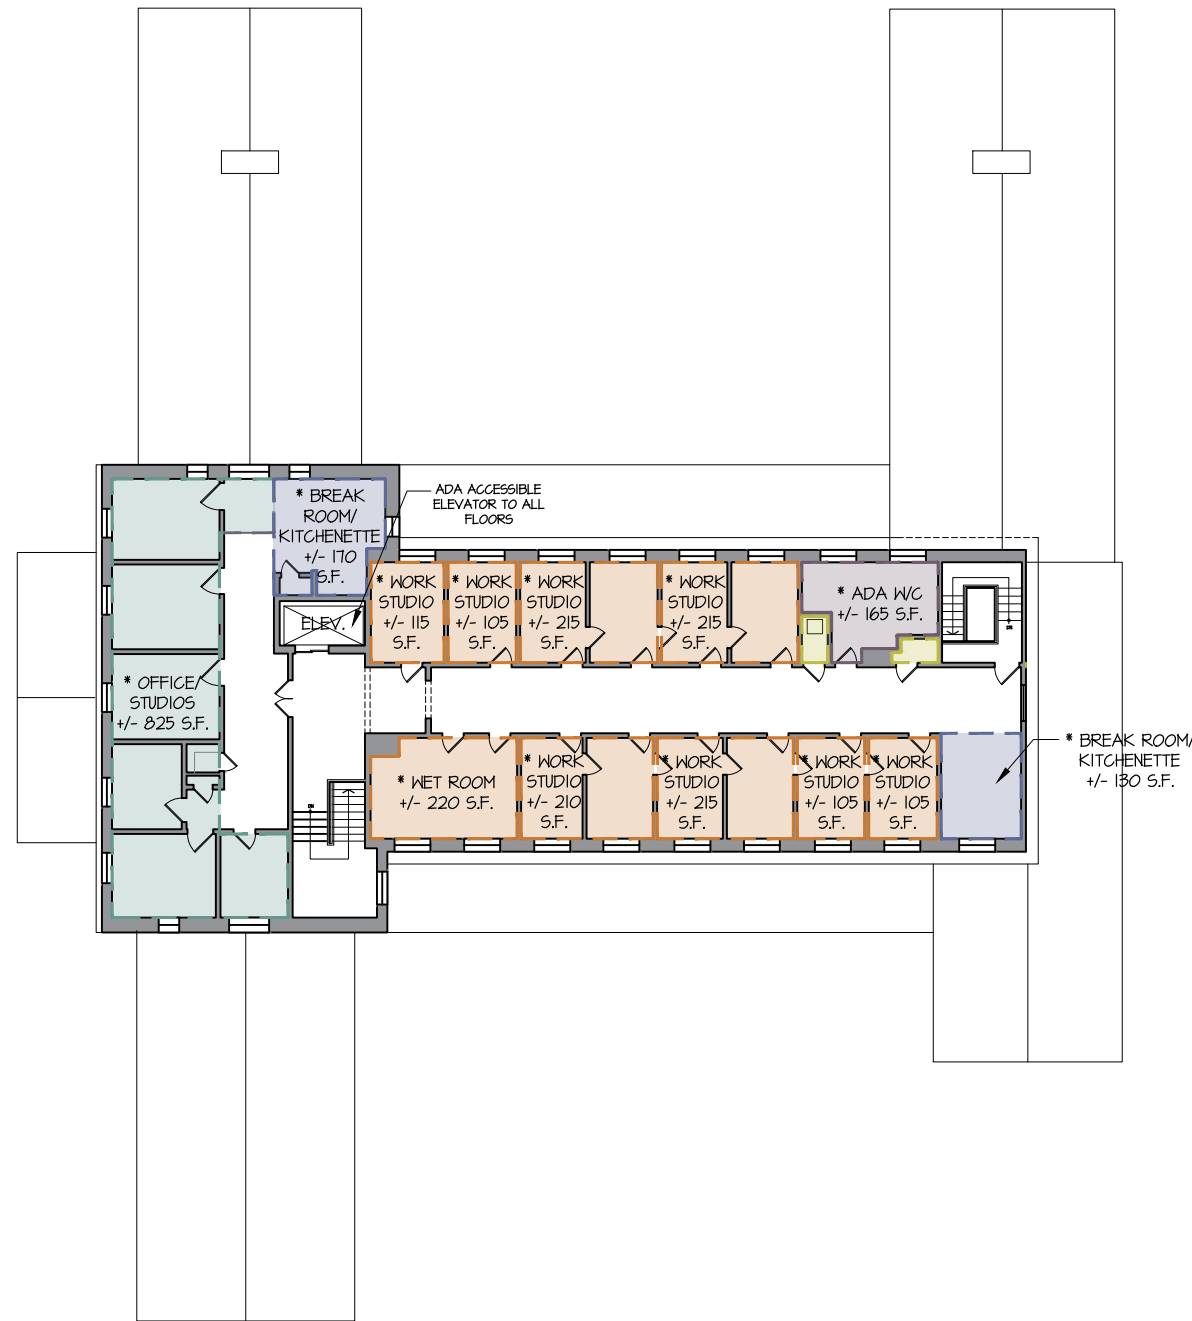 * BREAK
ROOM/
KITCHENETTE
+/- 170
S.F.
ADA ACCESSIBLE
ELEVATOR TO ALL
FLOORS
ELEV.
* WORK
STUDIO
+/- 115
S.F.
* WORK
STUDIO
+/- 105
S.F.
* WORK
STUDIO
+/- 215
S.F.
* WORK
STUDIO
+/- 215
S.F.
* ADA W/C
+/- 165 S.F.
* OFFICE/
STUDIOS
+/- 825 S.F.
* WET ROOM
+/- 220 S.F.
* WORK
STUDIO
+/- 210
S.F.
* WORK
STUDIO
+/- 215
S.F.
* WORK
STUDIO
+/- 105
S.F.
* WORK
STUDIO
+/- 105
S.F.
* BREAK ROOM/
KITCHENETTE
+/- 130 S.F.